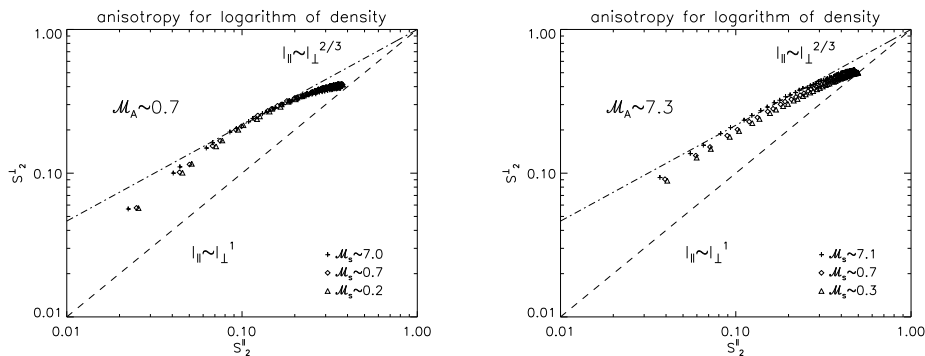 anisotropy for logarithm of density
1.00
0.10
0.01
S⊥2
l∥~l⊥2/3
𝓜A~0.7
l∥~l⊥1
+ 𝓜s~7.0
◇ 𝓜s~0.7
△ 𝓜s~0.2
0.01 0.10 1.00
S∥2
anisotropy for logarithm of density
1.00
0.10
0.01
S⊥2
l∥~l⊥2/3
𝓜A~7.3
l∥~l⊥1
+ 𝓜s~7.1
◇ 𝓜s~0.7
△ 𝓜s~0.3
0.01 0.10 1.00
S∥2